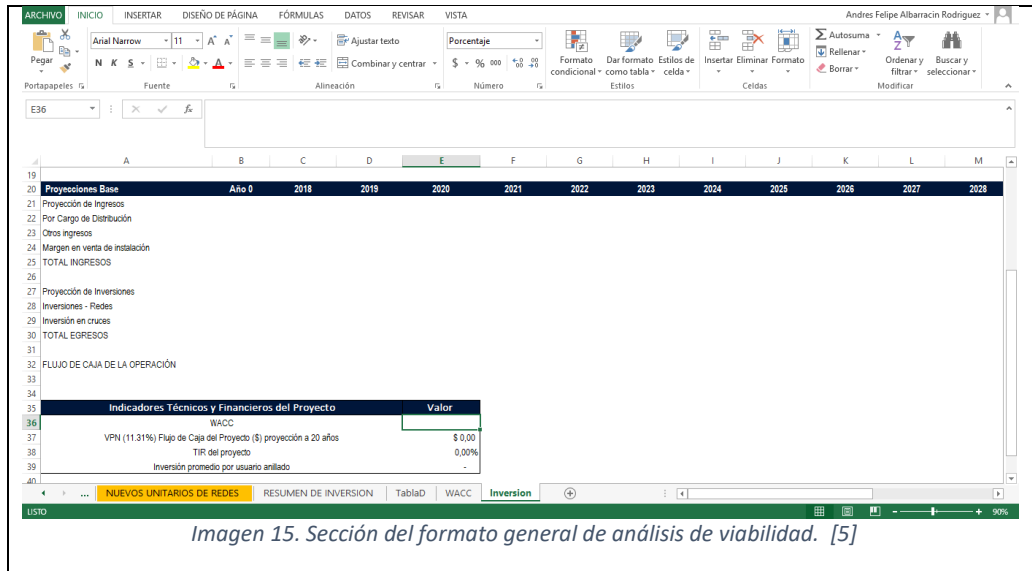 ARCHIVO INICIO INSERTAR DISEÑO DE PÁGINA FÓRMULAS DATOS REVISAR VISTA Andres Felipe Albarracin Rodriguez
Arial Narrow 11 Ajustar texto Porcentaje Autosuma
Pegar Rellenar
N K S A Combinar y centrar $ % 000 Formato condicional Dar formato como tabla Estilos de celda Insertar Eliminar Formato Borrar Ordenar y filtrar Buscar y seleccionar
Portapapeles Fuente Alineación Número Estilos Celdas Modificar
E36 fx
A B C D E F G H I J K L M
19
20 Proyecciones Base Año 0 2018 2019 2020 2021 2022 2023 2024 2025 2026 2027 2028
21 Proyección de Ingresos
22 Por Cargo de Distribución
23 Otros ingresos
24 Margen en venta de instalación
25 TOTAL INGRESOS
26
27 Proyección de Inversiones
28 Inversiones - Redes
29 Inversión en cruces
30 TOTAL EGRESOS
31
32 FLUJO DE CAJA DE LA OPERACIÓN
33
34
35 Indicadores Técnicos y Financieros del Proyecto Valor
36 WACC
37 VPN (11.31%) Flujo de Caja del Proyecto ($) proyección a 20 años $ 0,00
38 TIR del proyecto 0,00%
39 Inversión promedio por usuario anillado -
40
... NUEVOS UNITARIOS DE REDES RESUMEN DE INVERSION TablaD WACC Inversion
LISTO 90%
Imagen 15. Sección del formato general de análisis de viabilidad. [5]